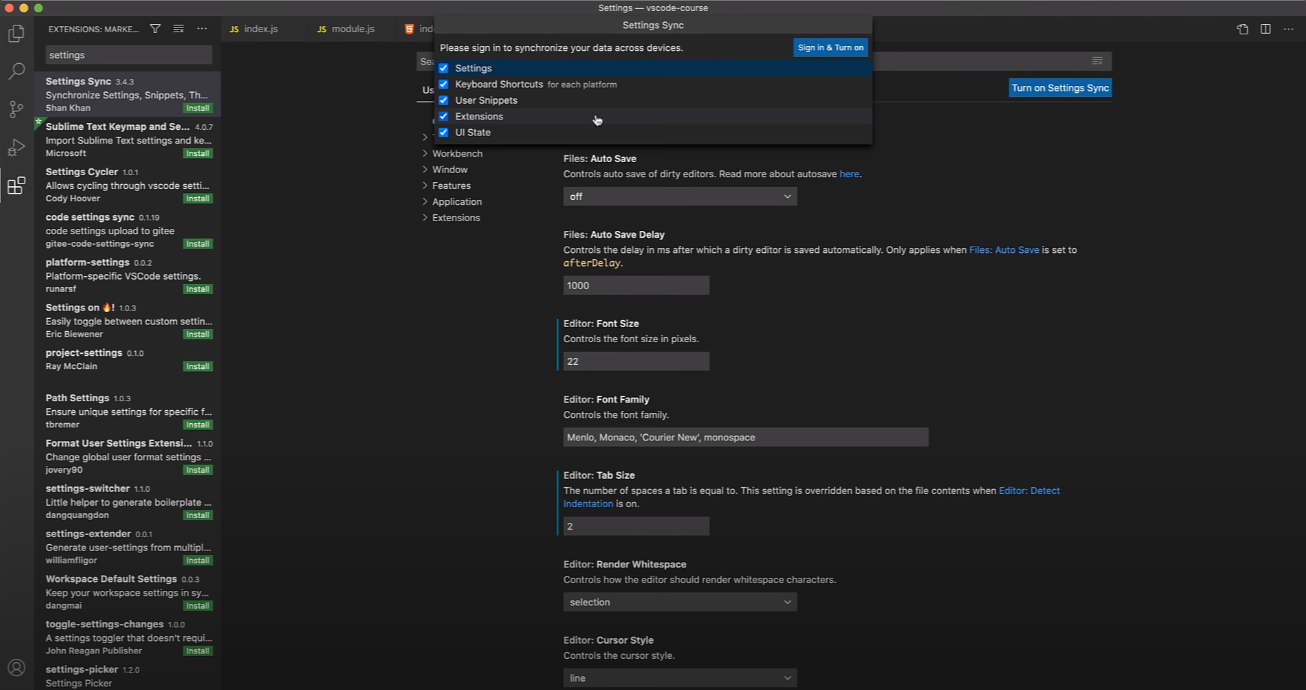 Settings — vscode-course
EXTENSIONS: MARKE...
settings
Settings Sync 3.4.3
Synchronize Settings, Snippets, Th...
Shan Khan Install
Sublime Text Keymap and Se... 4.0.7
Import Sublime Text settings and ke...
Microsoft Install
Settings Cycler 1.0.1
Allows cycling through vscode setti...
Cody Hoover Install
code settings sync 0.1.19
code settings upload to gitee
gitee-code-settings-sync Install
platform-settings 0.0.2
Platform-specific VSCode settings.
runarsf Install
Settings on 🔥! 1.0.3
Easily toggle between custom settin...
Eric Biewener Install
project-settings 0.1.0
Ray McClain Install
Path Settings 1.0.3
Ensure unique settings for specific f...
tbremer Install
Format User Settings Extensi... 1.1.0
Change global user format settings ...
jovery90 Install
settings-switcher 1.1.0
Little helper to generate boilerplate ...
dangquangdon Install
settings-extender 0.0.1
Generate user-settings from multipl...
williamfligor Install
Workspace Default Settings 0.0.3
Keep your workspace settings in sy...
dangmai Install
toggle-settings-changes 1.0.0
A settings toggler that doesn't requi...
John Reagan Publisher Install
settings-picker 1.2.0
Settings Picker
JS index.js
JS module.js
ind
Settings Sync
Please sign in to synchronize your data across devices. Sign in & Turn on
Settings
Keyboard Shortcuts for each platform
User Snippets
Extensions
UI State
Sea
Us
Turn on Settings Sync
Workbench
Window
Features
Application
Extensions
Files: Auto Save
Controls auto save of dirty editors. Read more about autosave here.
off
Files: Auto Save Delay
Controls the delay in ms after which a dirty editor is saved automatically. Only applies when Files: Auto Save is set to
afterDelay.
1000
Editor: Font Size
Controls the font size in pixels.
22
Editor: Font Family
Controls the font family.
Menlo, Monaco, 'Courier New', monospace
Editor: Tab Size
The number of spaces a tab is equal to. This setting is overridden based on the file contents when Editor: Detect
Indentation is on.
2
Editor: Render Whitespace
Controls how the editor should render whitespace characters.
selection
Editor: Cursor Style
Controls the cursor style.
line